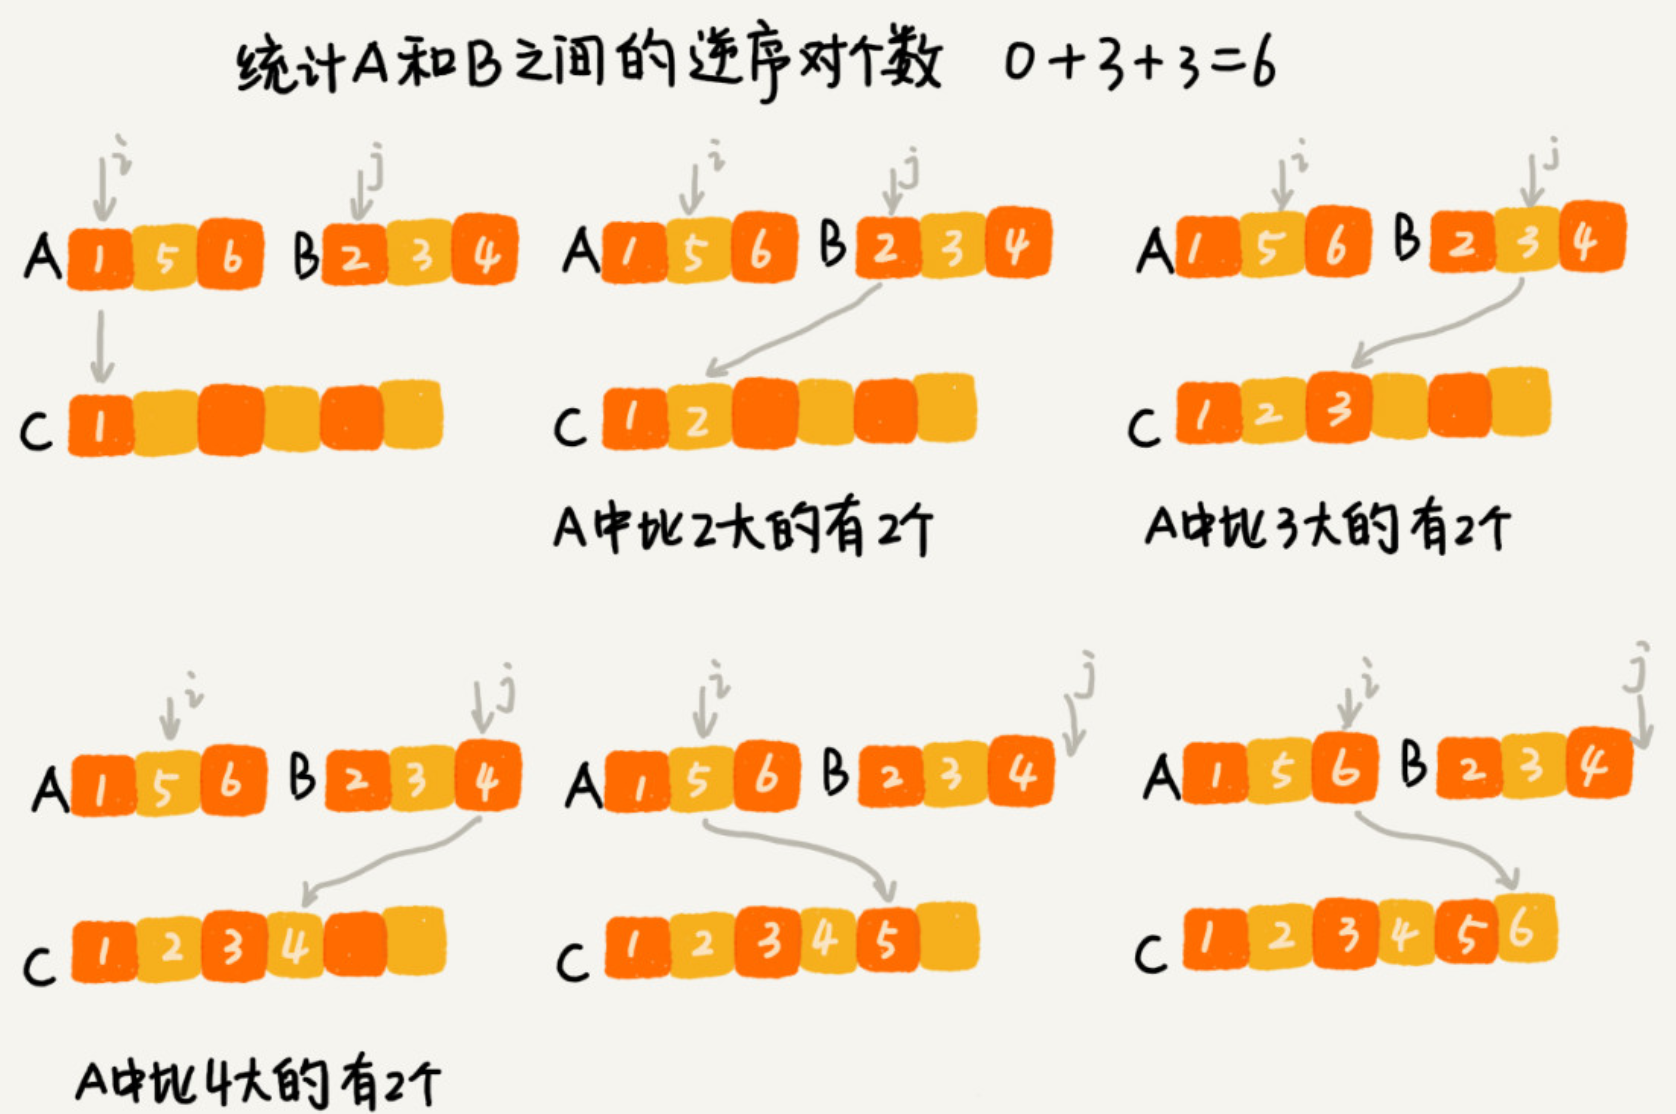 统计A和B之间的逆序对个数 0+3+3=6
i j i j i j
A 1 5 6 B 2 3 4 A 1 5 6 B 2 3 4 A 1 5 6 B 2 3 4
C 1 C 1 2 C 1 2 3
A中比2大的有2个 A中比3大的有2个
i j i j i j
A 1 5 6 B 2 3 4 A 1 5 6 B 2 3 4 A 1 5 6 B 2 3 4
C 1 2 3 4 C 1 2 3 4 5 C 1 2 3 4 5 6
A中比4大的有2个